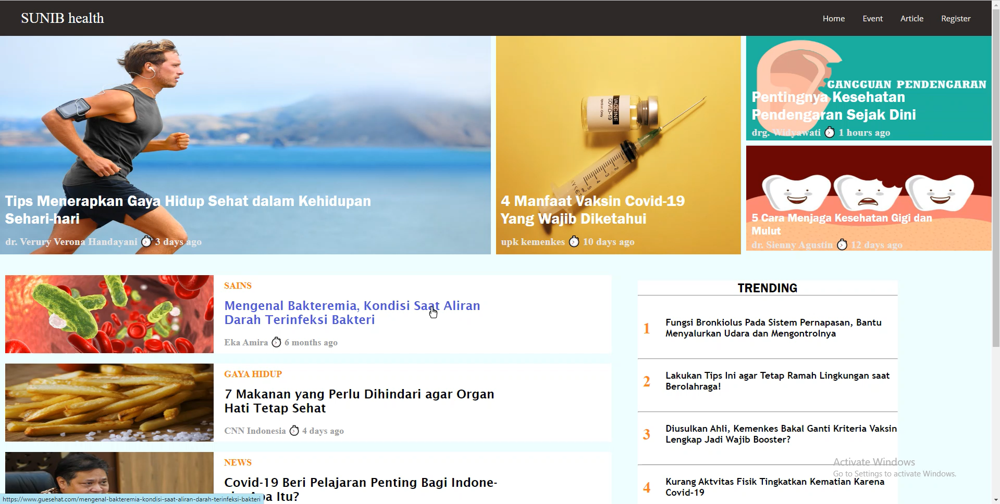 SUNIB health
Home
Event
Article
Register
Tips Menerapkan Gaya Hidup Sehat dalam Kehidupan
Sehari-hari
dr. Verury Verona Handayani 3 days ago
VACCINE
COVID-19
Injection Only
4 Manfaat Vaksin Covid-19
Yang Wajib Diketahui
upk kemenkes 10 days ago
GANGGUAN PENDENGARAN
Pentingnya Kesehatan
Pendengaran Sejak Dini
drg. Widyawati 1 hours ago
5 Cara Menjaga Kesehatan Gigi dan
Mulut
dr. Sienny Agustin 12 days ago
SAINS
Mengenal Bakteremia, Kondisi Saat Aliran
Darah Terinfeksi Bakteri
Eka Amira 6 months ago
GAYA HIDUP
7 Makanan yang Perlu Dihindari agar Organ
Hati Tetap Sehat
CNN Indonesia 4 days ago
NEWS
Covid-19 Beri Pelajaran Penting Bagi Indone-
Itu?
TRENDING
1
Fungsi Bronkiolus Pada Sistem Pernapasan, Bantu
Menyalurkan Udara dan Mengontrolnya
2
Lakukan Tips Ini agar Tetap Ramah Lingkungan saat
Berolahraga!
3
Diusulkan Ahli, Kemenkes Bakal Ganti Kriteria Vaksin
Lengkap Jadi Wajib Booster?
4
Kurang Aktvitas Fisik Tingkatkan Kematian Karena
Covid-19
Activate Windows
Go to Settings to activate Windows.
https://www.guesehat.com/mengenal-bakteremia-kondisi-saat-aliran-darah-terinfeksi-bakteri